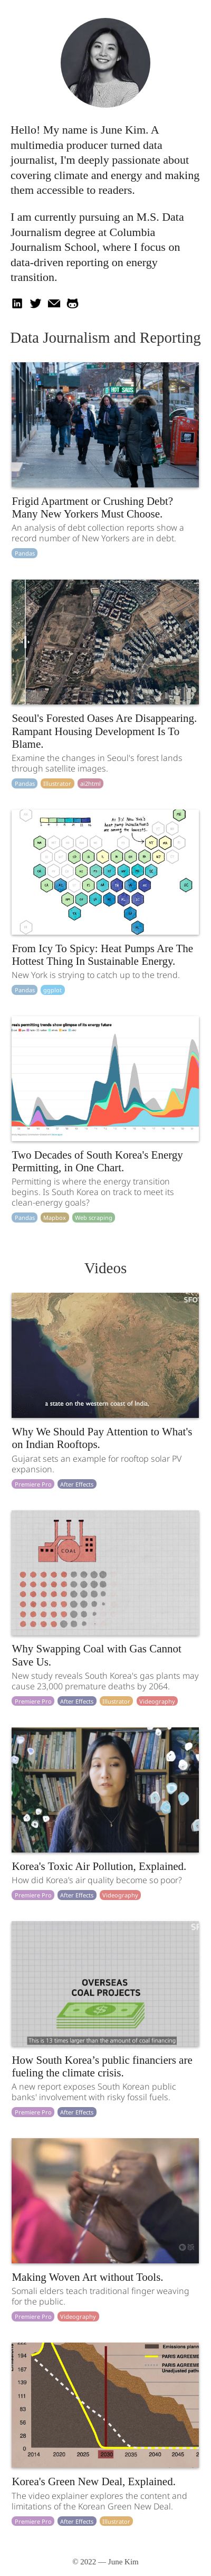 Hello! My name is June Kim. A
multimedia producer turned data
journalist, I'm deeply passionate about
covering climate and energy and making
them accessible to readers.
I am currently pursuing an M.S. Data
Journalism degree at Columbia
Journalism School, where I focus on
data-driven reporting on energy
transition.
Data Journalism and Reporting
Frigid Apartment or Crushing Debt?
Many New Yorkers Must Choose.
An analysis of debt collection reports show a
record number of New Yorkers are in debt.
Pandas
Seoul's Forested Oases Are Disappearing.
Rampant Housing Development Is To
Blame.
Examine the changes in Seoul's forest lands
through satellite images.
Pandas Illustrator ai2html
From Icy To Spicy: Heat Pumps Are The
Hottest Thing In Sustainable Energy.
New York is strying to catch up to the trend.
Pandas ggplot
Two Decades of South Korea's Energy
Permitting, in One Chart.
Permitting is where the energy transition
begins. Is South Korea on track to meet its
clean-energy goals?
Pandas Mapbox Web scraping
Videos
a state on the western coast of India,
Why We Should Pay Attention to What's
on Indian Rooftops.
Gujarat sets an example for rooftop solar PV
expansion.
Premiere Pro After Effects
COAL
Why Swapping Coal with Gas Cannot
Save Us.
New study reveals South Korea's gas plants may
cause 23,000 premature deaths by 2064.
Premiere Pro After Effects Illustrator Videography
Korea's Toxic Air Pollution, Explained.
How did Korea's air quality become so poor?
Premiere Pro After Effects Videography
OVERSEAS
COAL PROJECTS
This is 13 times larger than the amount of coal financing
How South Korea’s public financiers are
fueling the climate crisis.
A new report exposes South Korean public
banks' involvement with risky fossil fuels.
Premiere Pro After Effects
Making Woven Art without Tools.
Somali elders teach traditional finger weaving
for the public.
Premiere Pro Videography
Emissions
PARIS AGREEME
PARIS AGREEME
Unadjusted path
194
167
139
111
83
56
28
0
2014 2020 2025 2030 2035 2040 2045
Korea's Green New Deal, Explained.
The video explainer explores the content and
limitations of the Korean Green New Deal.
Premiere Pro After Effects Illustrator
© 2022 — June Kim